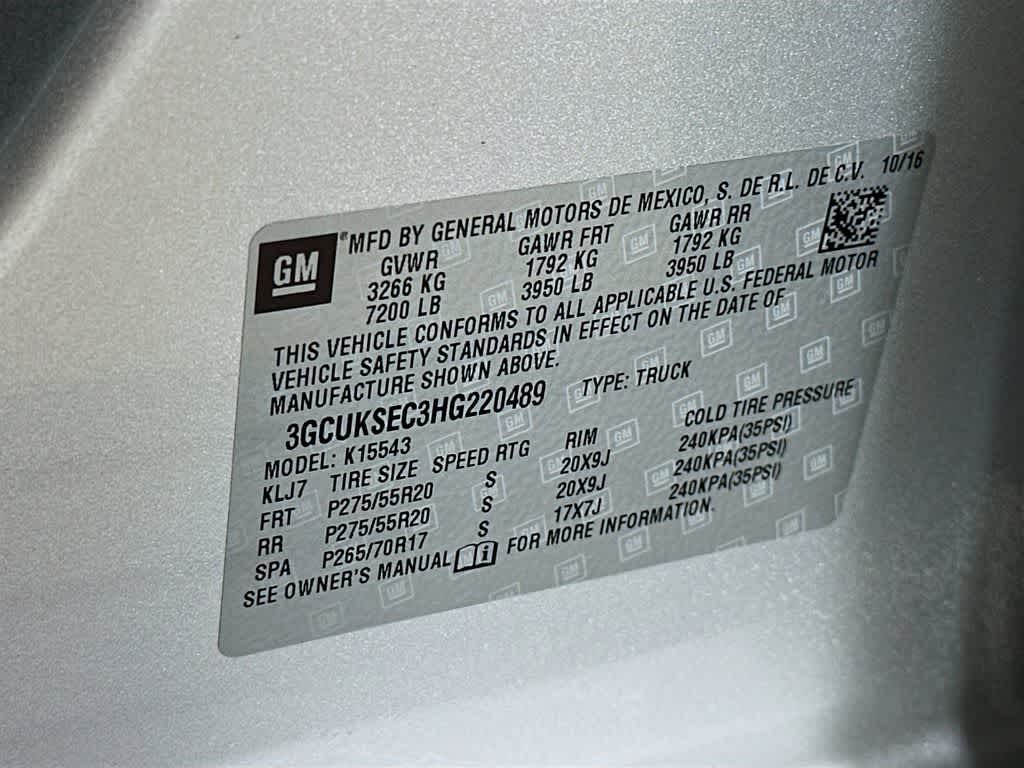 GM ®MFD BY GENERAL MOTORS DE MEXICO, S. DE R.L. DE C.V. 10/16
GVWR GAWR FRT GAWR RR
3266 KG 1792 KG 1792 KG
7200 LB 3950 LB 3950 LB
THIS VEHICLE CONFORMS TO ALL APPLICABLE U.S. FEDERAL MOTOR
VEHICLE SAFETY STANDARDS IN EFFECT ON THE DATE OF
MANUFACTURE SHOWN ABOVE.
3GCUKSEC3HG220489 TYPE: TRUCK
MODEL: K15543
KLJ7 TIRE SIZE SPEED RTG RIM COLD TIRE PRESSURE
FRT P275/55R20 S 20X9J 240KPA(35PSI)
RR P275/55R20 S 20X9J 240KPA(35PSI)
SPA P265/70R17 S 17X7J 240KPA(35PSI)
SEE OWNER'S MANUAL i FOR MORE INFORMATION.